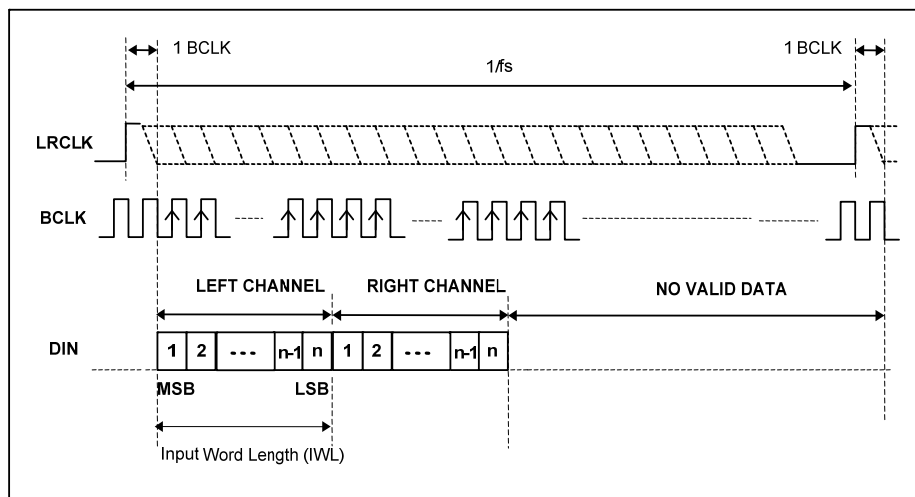 1 BCLK 1 BCLK
1/fs
LRCLK
BCLK
LEFT CHANNEL RIGHT CHANNEL NO VALID DATA
DIN 1 2 n-1 n 1 2 n-1 n
MSB LSB
Input Word Length (IWL)